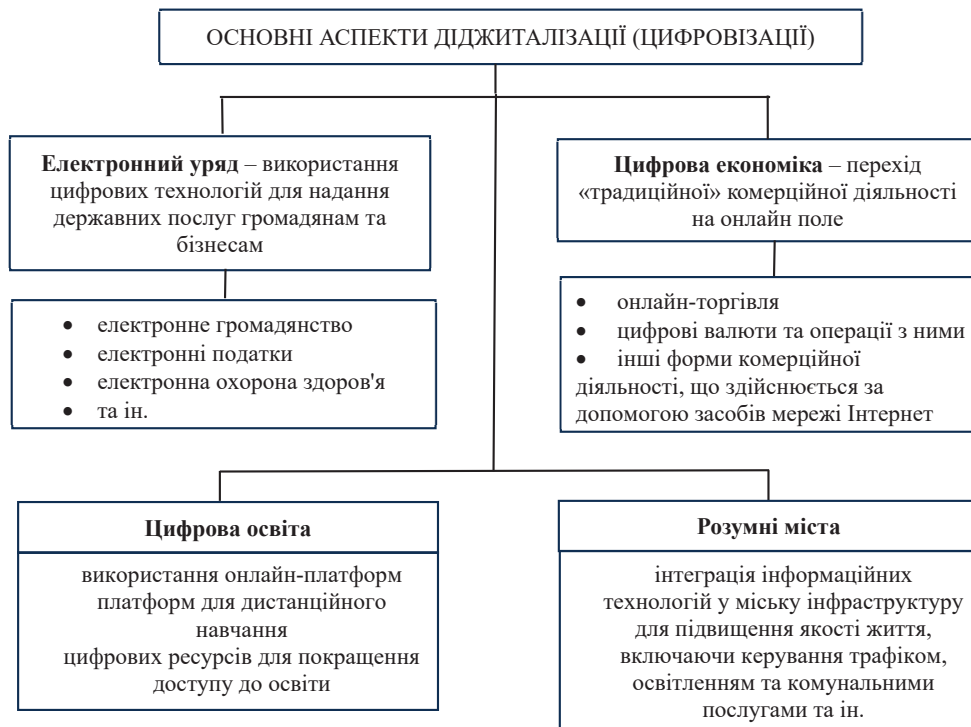 ОСНОВНІ АСПЕКТИ ДІДЖИТАЛІЗАЦІЇ (ЦИФРОВІЗАЦІЇ)
Електронний уряд – використання
цифрових технологій для надання
державних послуг громадянам та
бізнесам
• електронне громадянство
• електронні податки
• електронна охорона здоров'я
• та ін.
Цифрова економіка – перехід
«традиційної» комерційної діяльності
на онлайн поле
• онлайн-торгівля
• цифрові валюти та операції з ними
• інші форми комерційної
діяльності, що здійснюється за
допомогою засобів мережі Інтернет
Цифрова освіта
використання онлайн-платформ
платформ для дистанційного
навчання
цифрових ресурсів для покращення
доступу до освіти
Розумні міста
інтеграція інформаційних
технологій у міську інфраструктуру
для підвищення якості життя,
включаючи керування трафіком,
освітленням та комунальними
послугами та ін.